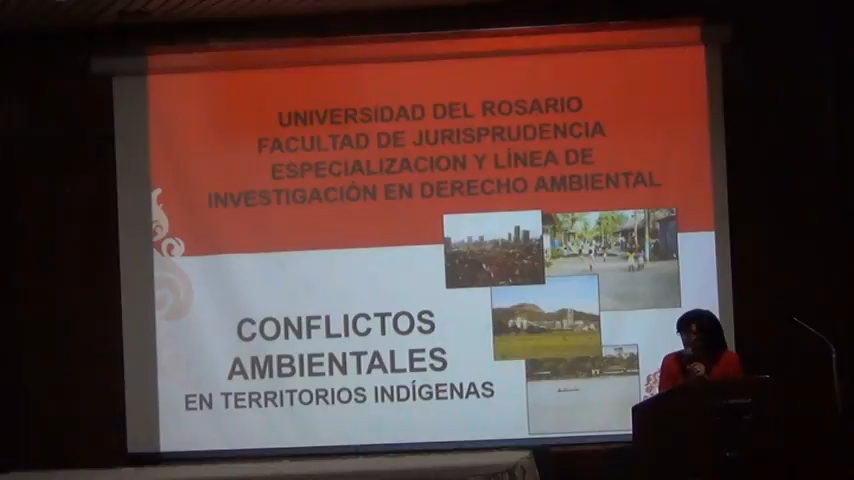 UNIVERSIDAD DEL ROSARIO
FACULTAD DE JURISPRUDENCIA
ESPECIALIZACION Y LÍNEA DE
INVESTIGACIÓN EN DERECHO AMBIENTAL
CONFLICTOS
AMBIENTALES
EN TERRITORIOS INDÍGENAS